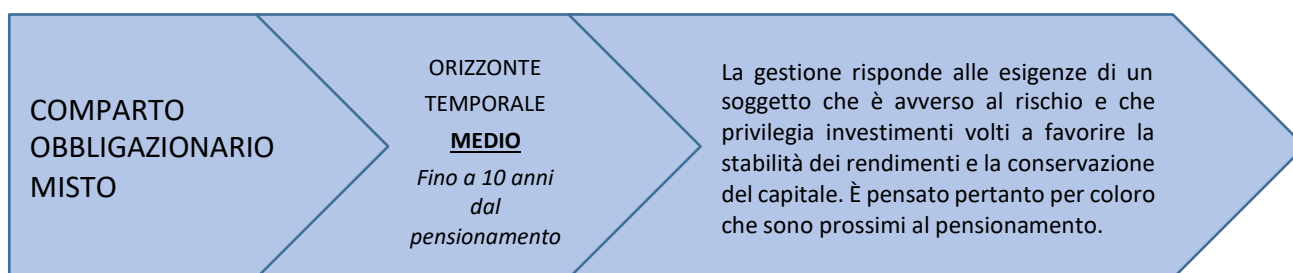 COMPARTO
OBBLIGAZIONARIO
MISTO
ORIZZONTE
TEMPORALE
MEDIO
Fino a 10 anni
dal
pensionamento
La gestione risponde alle esigenze di un
soggetto che è avverso al rischio e che
privilegia investimenti volti a favorire la
stabilità dei rendimenti e la conservazione
del capitale. È pensato pertanto per coloro
che sono prossimi al pensionamento.